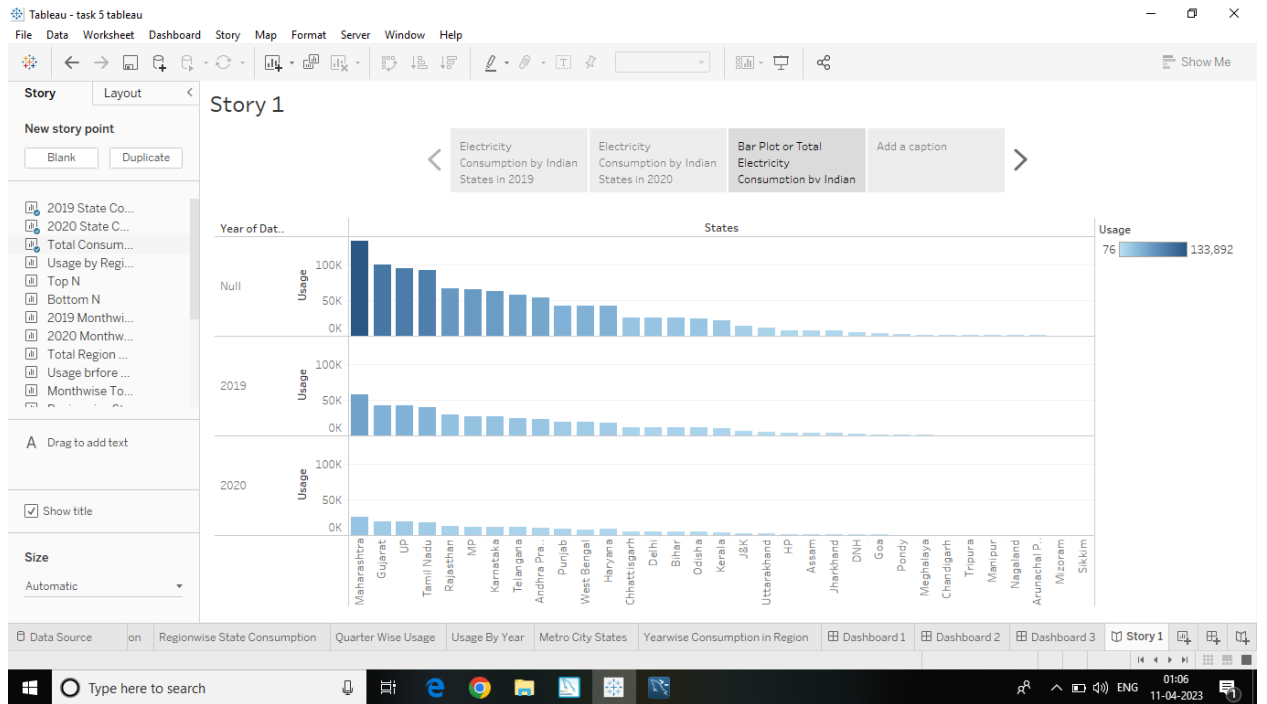 Tableau - task 5 tableau
File Data Worksheet Dashboard Story Map Format Server Window Help
Show Me
Story Layout
New story point
Blank Duplicate
2019 State Co...
2020 State C...
Total Consum...
Usage by Regi...
Top N
Bottom N
2019 Monthwi...
2020 Monthw...
Total Region ...
Usage brfore ...
Monthwise To...
A Drag to add text
Show title
Size
Automatic
Story 1
Electricity
Consumption by Indian
States in 2019
Electricity
Consumption by Indian
States in 2020
Bar Plot or Total
Electricity
Consumption by Indian
Add a caption
Year of Dat..
States
Null
Usage
100K
50K
0K
2019
Usage
100K
50K
0K
2020
Usage
100K
50K
0K
Maharashtra
Gujarat
UP
Tamil Nadu
Rajasthan
MP
Karnataka
Telangana
Andhra Pra..
Punjab
West Bengal
Haryana
Chhattisgarh
Delhi
Bihar
Odisha
Kerala
J&K
Uttarakhand
HP
Assam
Jharkhand
DNH
Goa
Pondy
Meghalaya
Chandigarh
Tripura
Manipur
Nagaland
Arunachal P..
Mizoram
Sikkim
Usage
76 133,892
Data Source on Regionwise State Consumption Quarter Wise Usage Usage By Year Metro City States Yearwise Consumption in Region Dashboard 1 Dashboard 2 Dashboard 3 Story 1
Type here to search
ENG
01:06
11-04-2023
1